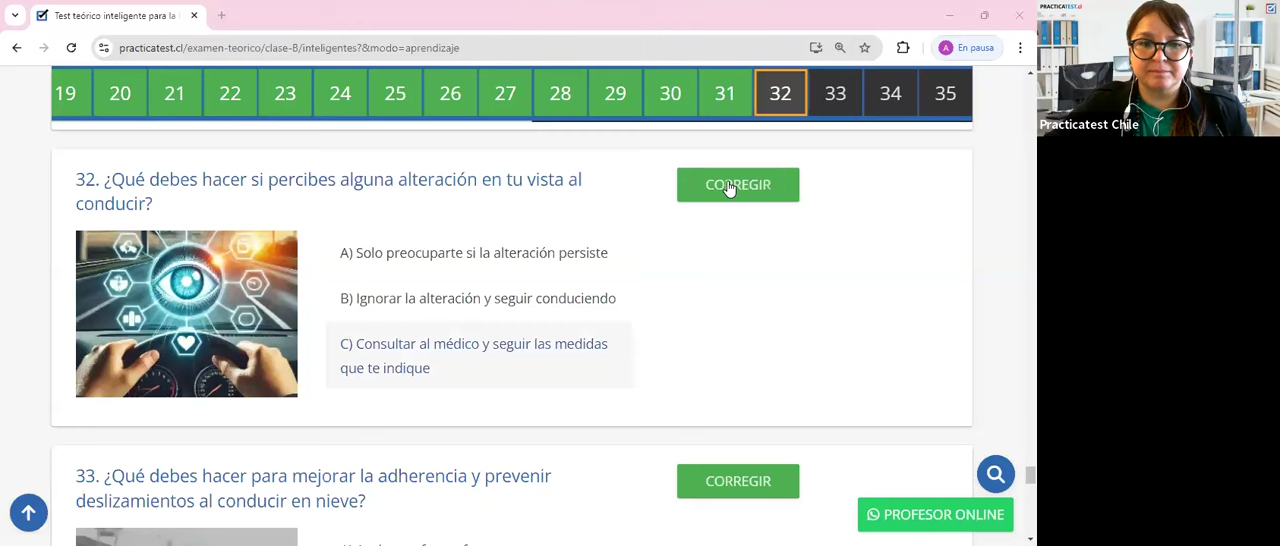 Test teórico inteligente para la
practicatest.cl/examen-teorico/clase-B/inteligentes?&modo=aprendizaje
A
En pausa
PRACTICATEST.cl
Practicatest Chile
19 20 21 22 23 24 25 26 27 28 29 30 31 32 33 34 35
32. ¿Qué debes hacer si percibes alguna alteración en tu vista al
conducir?
CORREGIR
A) Solo preocuparte si la alteración persiste
B) Ignorar la alteración y seguir conduciendo
C) Consultar al médico y seguir las medidas
que te indique
33. ¿Qué debes hacer para mejorar la adherencia y prevenir
deslizamientos al conducir en nieve?
CORREGIR
PROFESOR ONLINE